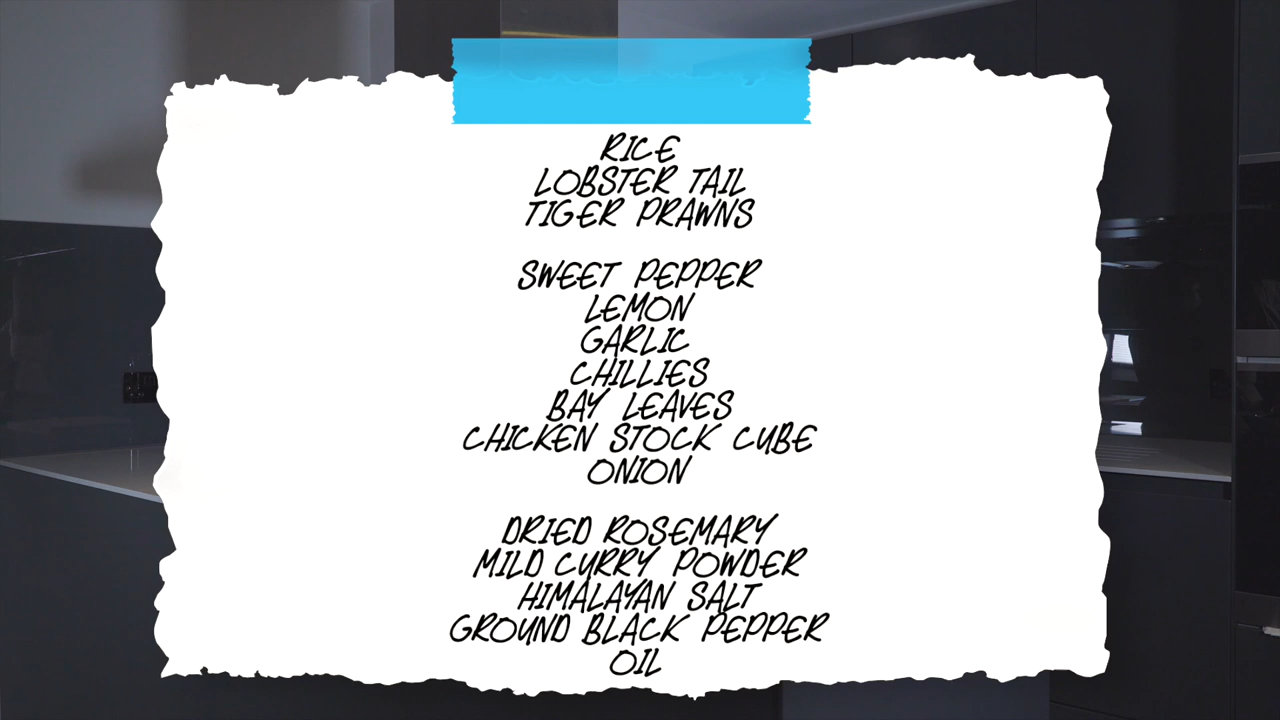 RICE
LOBSTER TAIL
TIGER PRAWNS
SWEET PEPPER
LEMON
GARLIC
CHILLIES
BAY LEAVES
CHICKEN STOCK CUBE
ONION
DRIED ROSEMARY
MILD CURRY POWDER
HIMALAYAN SALT
GROUND BLACK PEPPER
OIL